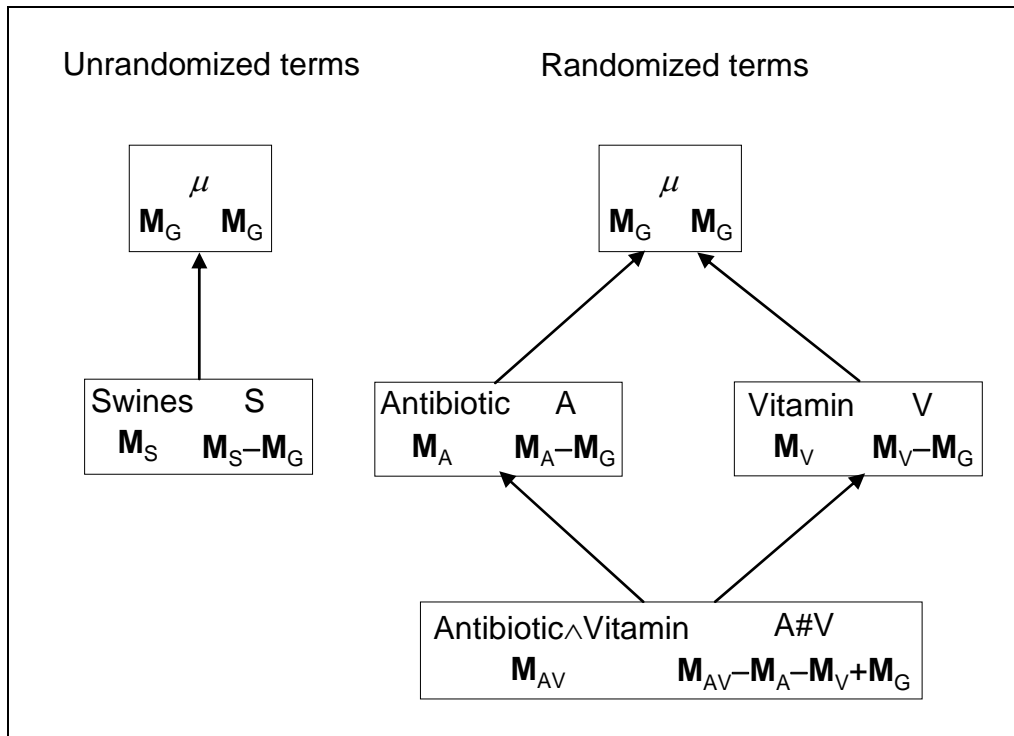 Unrandomized terms
Randomized terms
μ
M_G M_G
μ
M_G M_G
Swines S
M_S M_S–M_G
Antibiotic A
M_A M_A–M_G
Vitamin V
M_V M_V–M_G
Antibiotic∧Vitamin A#V
M_AV M_AV–M_A–M_V+M_G